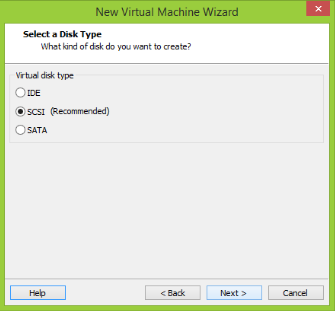 New Virtual Machine Wizard
Select a Disk Type
What kind of disk do you want to create?
Virtual disk type
IDE
SCSI (Recommended)
SATA
Help < Back Next > Cancel